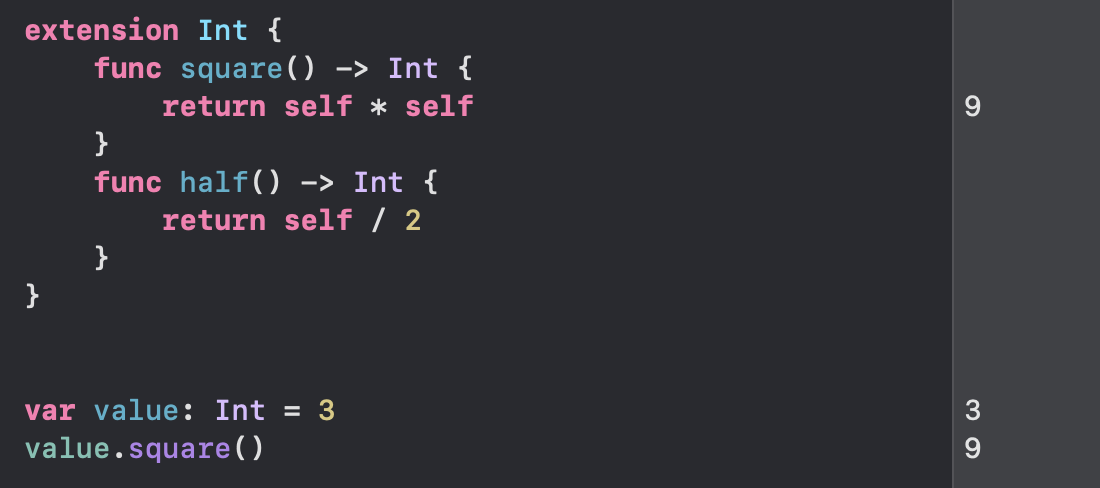 extension Int {
    func square() -> Int {
        return self * self 9
    }
    func half() -> Int {
        return self / 2
    }
}
var value: Int = 3 3
value.square() 9